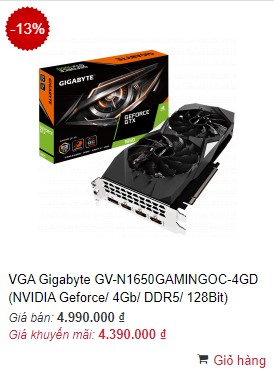 -13%
GIGABYTE
GEFORCE
GTX
VGA Gigabyte GV-N1650GAMINGOC-4GD
(NVIDIA Geforce/ 4Gb/ DDR5/ 128Bit)
Giá bán: 4.990.000 đ
Giá khuyến mãi: 4.390.000 đ
Giỏ hàng